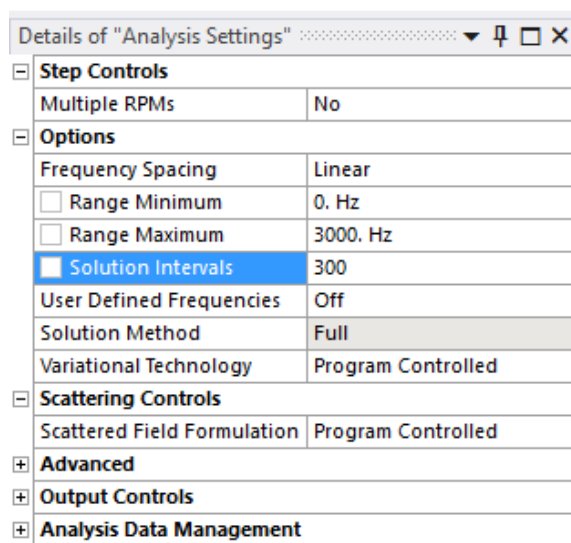 Details of "Analysis Settings"
Step Controls
Multiple RPMs No
Options
Frequency Spacing Linear
Range Minimum 0. Hz
Range Maximum 3000. Hz
Solution Intervals 300
User Defined Frequencies Off
Solution Method Full
Variational Technology Program Controlled
Scattering Controls
Scattered Field Formulation Program Controlled
Advanced
Output Controls
Analysis Data Management